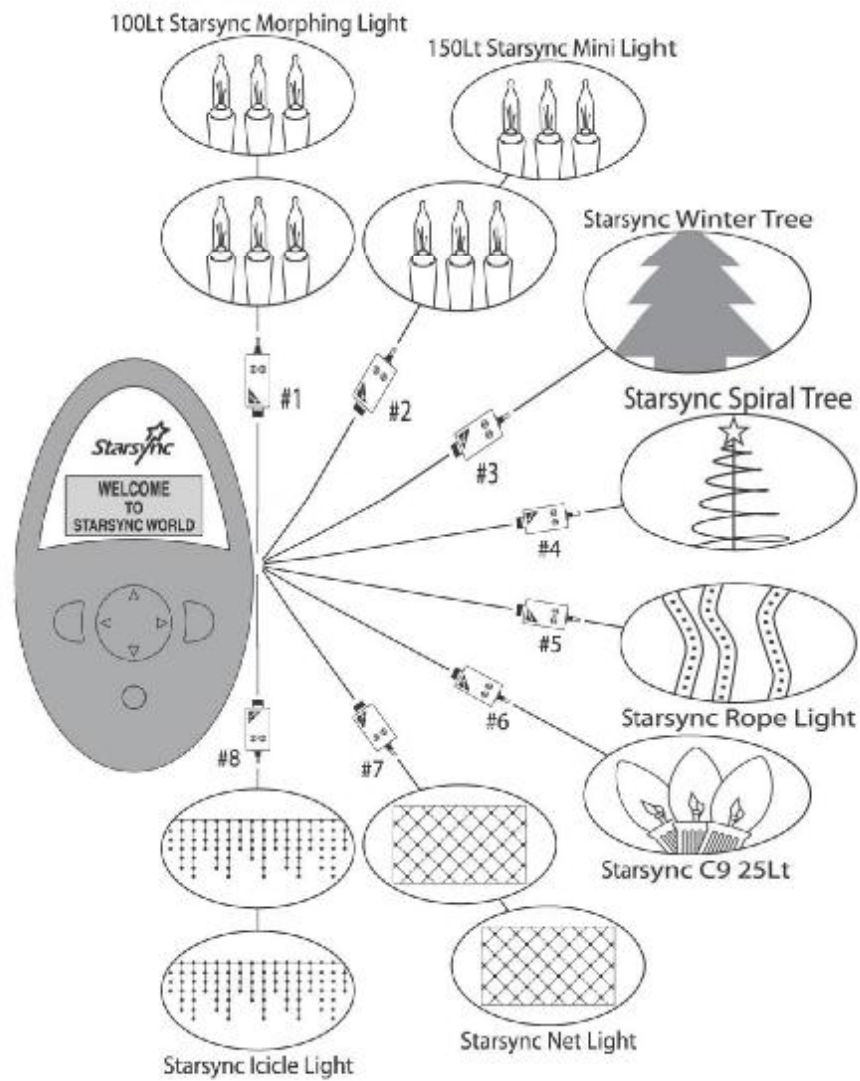 100Lt Starsync Morphing Light
150Lt Starsync Mini Light
Starsync Winter Tree
Starsync Spiral Tree
#1
#2
#3
#4
#5
#6
#7
#8
Starsync
WELCOME
TO
STARSYNC WORLD
Starsync Rope Light
Starsync C9 25Lt
Starsync Net Light
Starsync Icicle Light